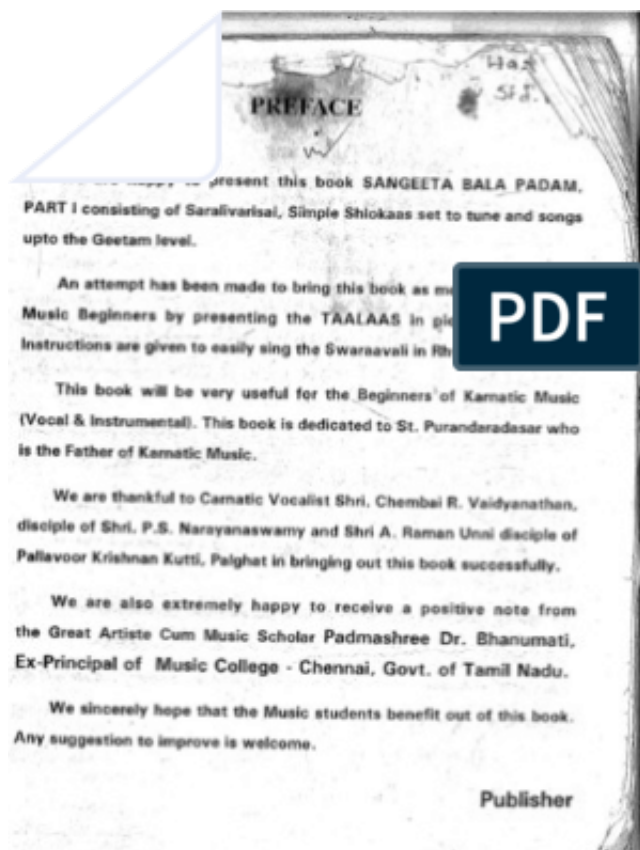 Has
Std.
PREFACE
present this book SANGEETA BALA PADAM,
PART I consisting of Saralivarisai, Siimple Shlokaas set to tune and songs
upto the Geetam level.
An attempt has been made to bring this book as
Music Beginners by presenting the TAALAAS in
Instructions are given to easily sing the Swaraavali in
PDF
This book will be very useful for the Beginners of Karnatic Music
(Vocal & Instrumental). This book is dedicated to St. Purandaradasar who
is the Father of Karnatic Music.
We are thankful to Carnatic Vocalist Shri. Chembai R. Vaidyanathan,
disciple of Shri. P.S. Narayanaswamy and Shri A. Raman Unni disciple of
Pallavoor Krishnan Kutti, Palghat in bringing out this book successfully.
We are also extremely happy to receive a positive note from
the Great Artiste Cum Music Scholar Padmashree Dr. Bhanumati,
Ex-Principal of Music College - Chennai, Govt. of Tamil Nadu.
We sincerely hope that the Music students benefit out of this book.
Any suggestion to improve is welcome.
Publisher